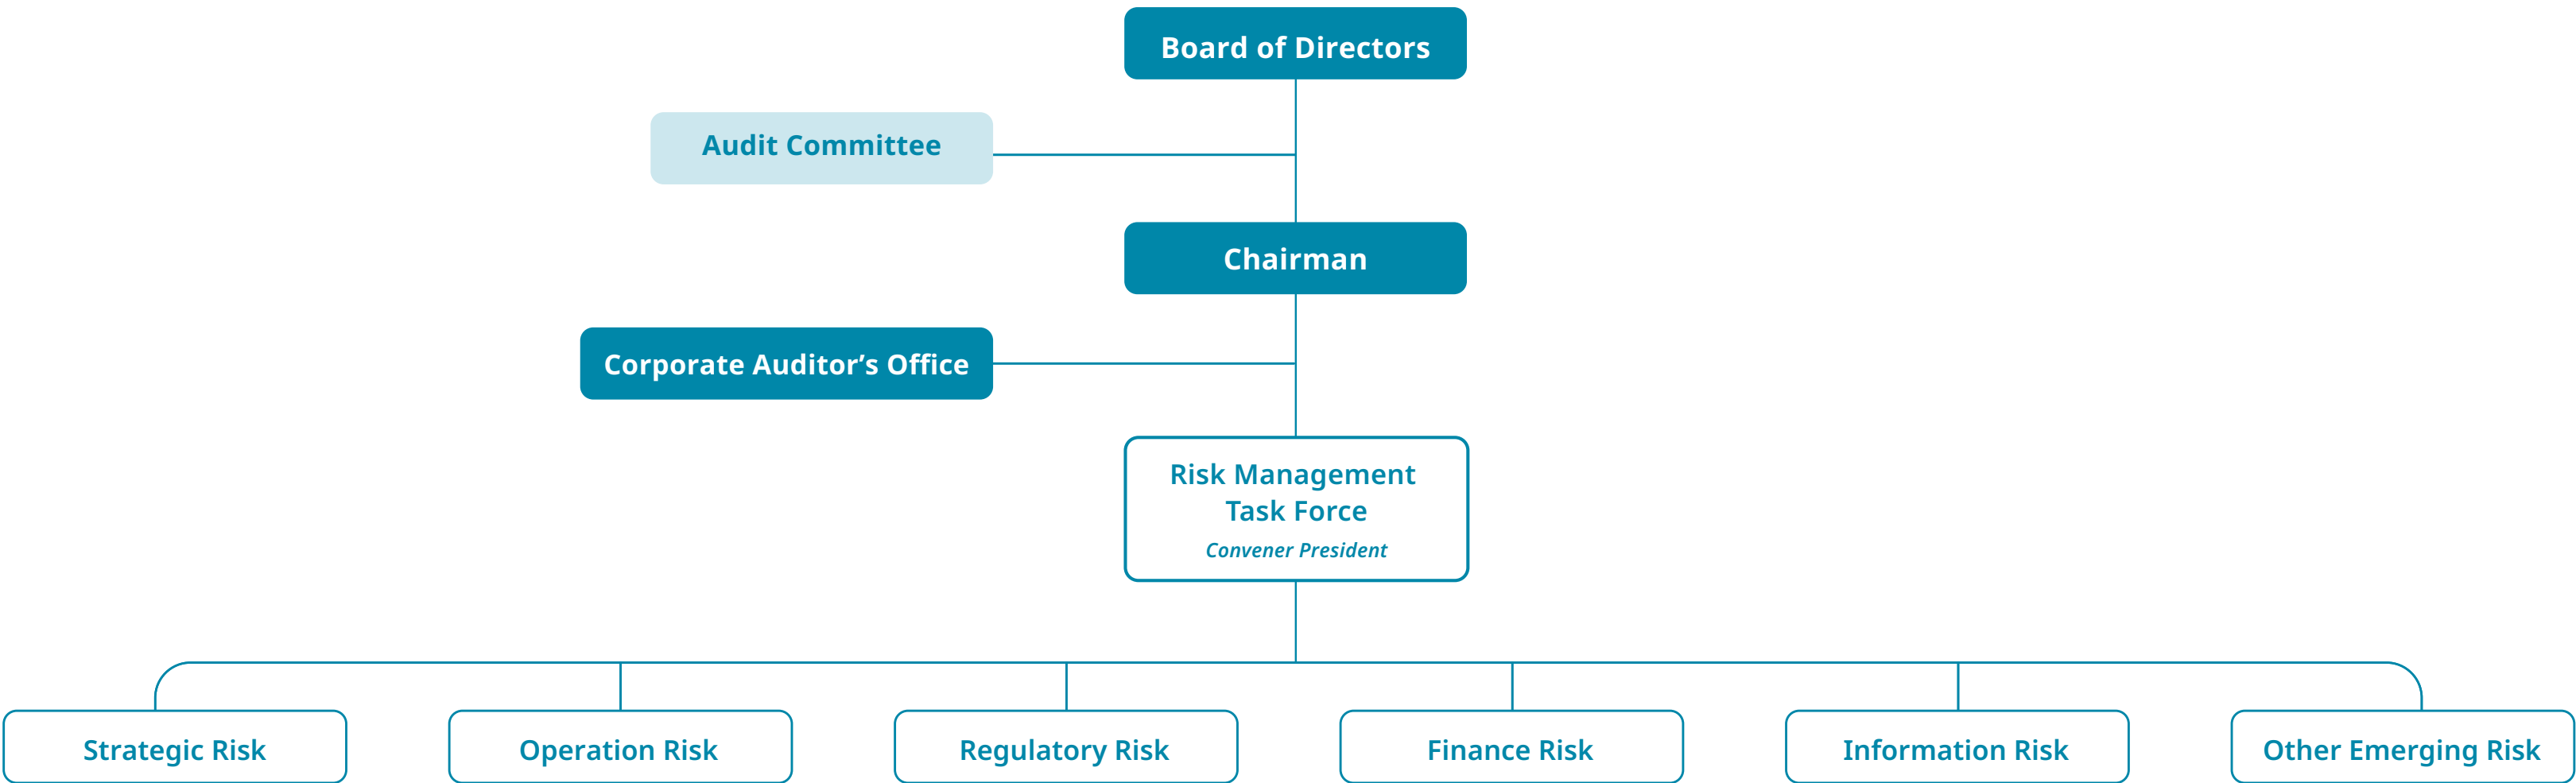 Board of Directors
Audit Committee
Chairman
Corporate Auditor’s Office
Risk Management
Task Force
Convener President
Strategic Risk
Operation Risk
Regulatory Risk
Finance Risk
Information Risk
Other Emerging Risk